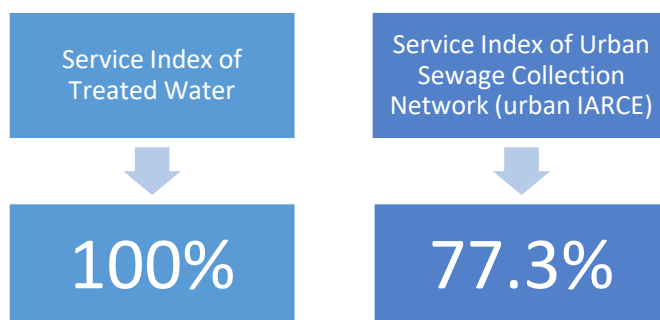 Service Index of
Treated Water
100%
Service Index of Urban
Sewage Collection
Network (urban IARCE)
77.3%